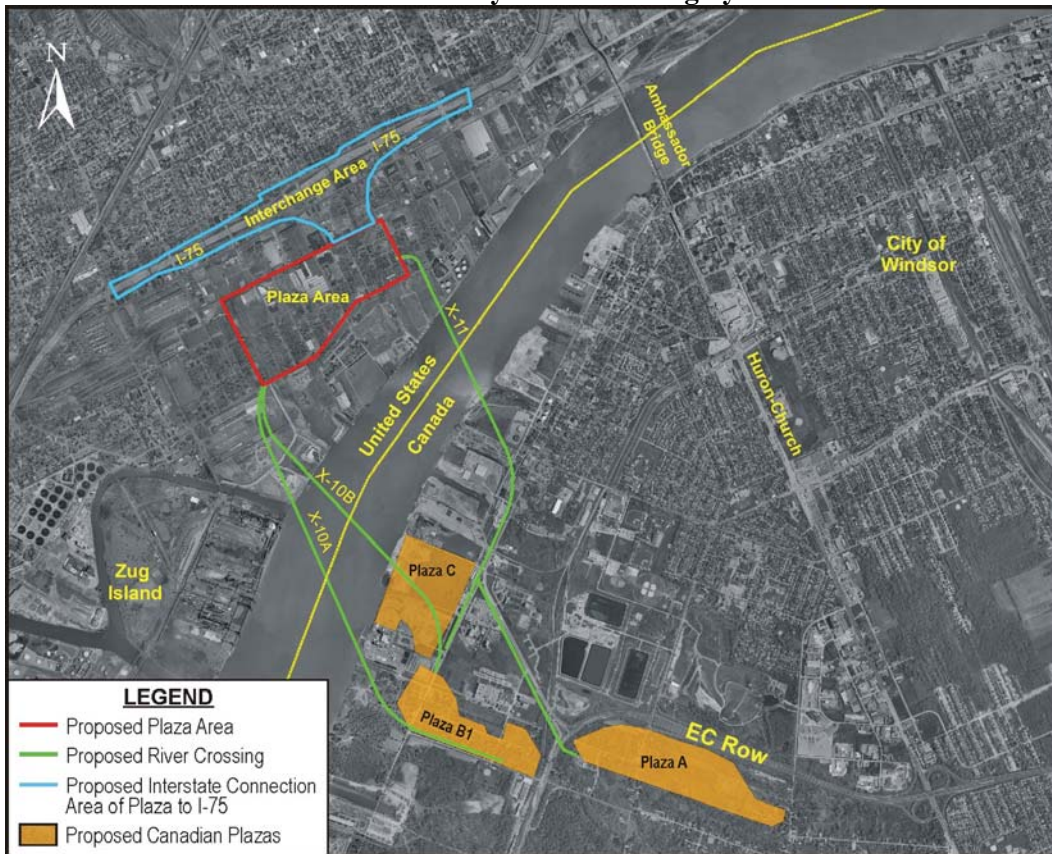 N
Ambassador
Bridge
I-75
Interchange Area
I-75
City of
Windsor
Plaza Area
X-11
United States
Canada
Huron-Church
X-10B
X-10A
Zug
Island
Plaza C
Plaza B1
Plaza A
EC Row
LEGEND
Proposed Plaza Area
Proposed River Crossing
Proposed Interstate Connection
Area of Plaza to I-75
Proposed Canadian Plazas